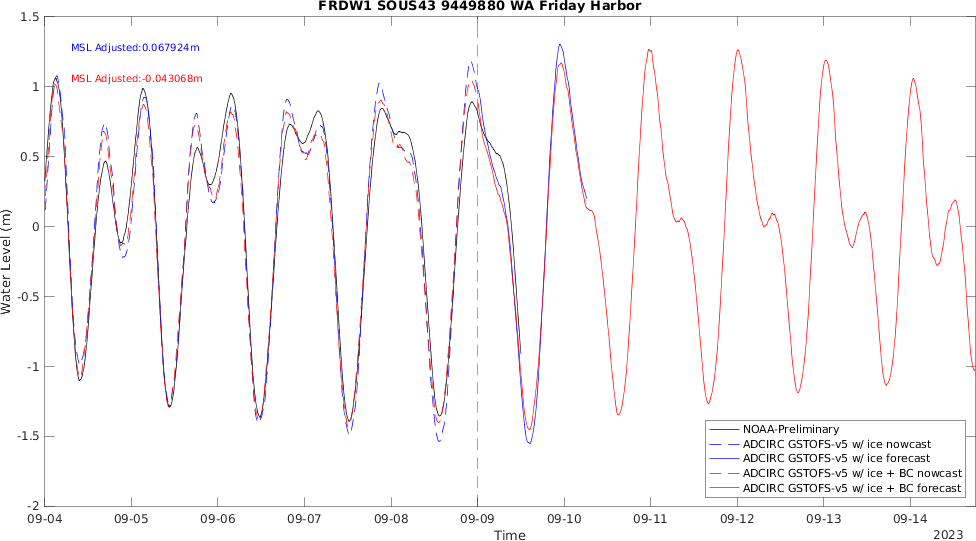 FRDW1 SOUS43 9449880 WA Friday Harbor
MSL Adjusted:0.067924m
MSL Adjusted:-0.043068m
Water Level (m)
1.5
1
0.5
0
-0.5
-1
-1.5
-2
NOAA-Preliminary
ADCIRC GSTOFS-v5 w/ ice nowcast
ADCIRC GSTOFS-v5 w/ ice forecast
ADCIRC GSTOFS-v5 w/ ice + BC nowcast
ADCIRC GSTOFS-v5 w/ ice + BC forecast
09-04 09-05 09-06 09-07 09-08 09-09 09-10 09-11 09-12 09-13 09-14
Time
2023